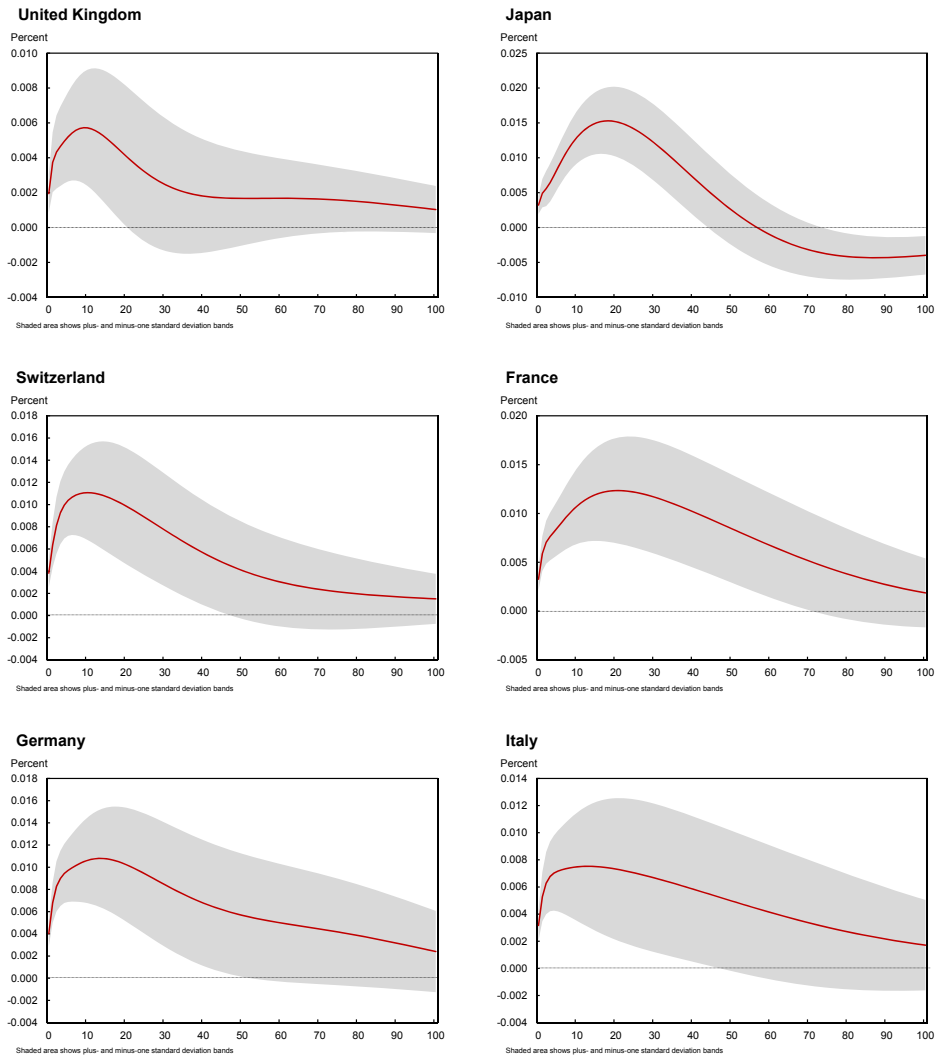 United Kingdom
Percent
0.010
0.008
0.006
0.004
0.002
0.000
-0.002
-0.004
0 10 20 30 40 50 60 70 80 90 100
Shaded area shows plus- and minus-one standard deviation bands
Japan
Percent
0.025
0.020
0.015
0.010
0.005
0.000
-0.005
-0.010
0 10 20 30 40 50 60 70 80 90 100
Shaded area shows plus- and minus-one standard deviation bands
Switzerland
Percent
0.018
0.016
0.014
0.012
0.010
0.008
0.006
0.004
0.002
0.000
-0.002
-0.004
0 10 20 30 40 50 60 70 80 90 100
Shaded area shows plus- and minus-one standard deviation bands
France
Percent
0.020
0.015
0.010
0.005
0.000
-0.005
0 10 20 30 40 50 60 70 80 90 100
Shaded area shows plus- and minus-one standard deviation bands
Germany
Percent
0.018
0.016
0.014
0.012
0.010
0.008
0.006
0.004
0.002
0.000
-0.002
-0.004
0 10 20 30 40 50 60 70 80 90 100
Shaded area shows plus- and minus-one standard deviation bands
Italy
Percent
0.014
0.012
0.010
0.008
0.006
0.004
0.002
0.000
-0.002
-0.004
0 10 20 30 40 50 60 70 80 90 100
Shaded area shows plus- and minus-one standard deviation bands